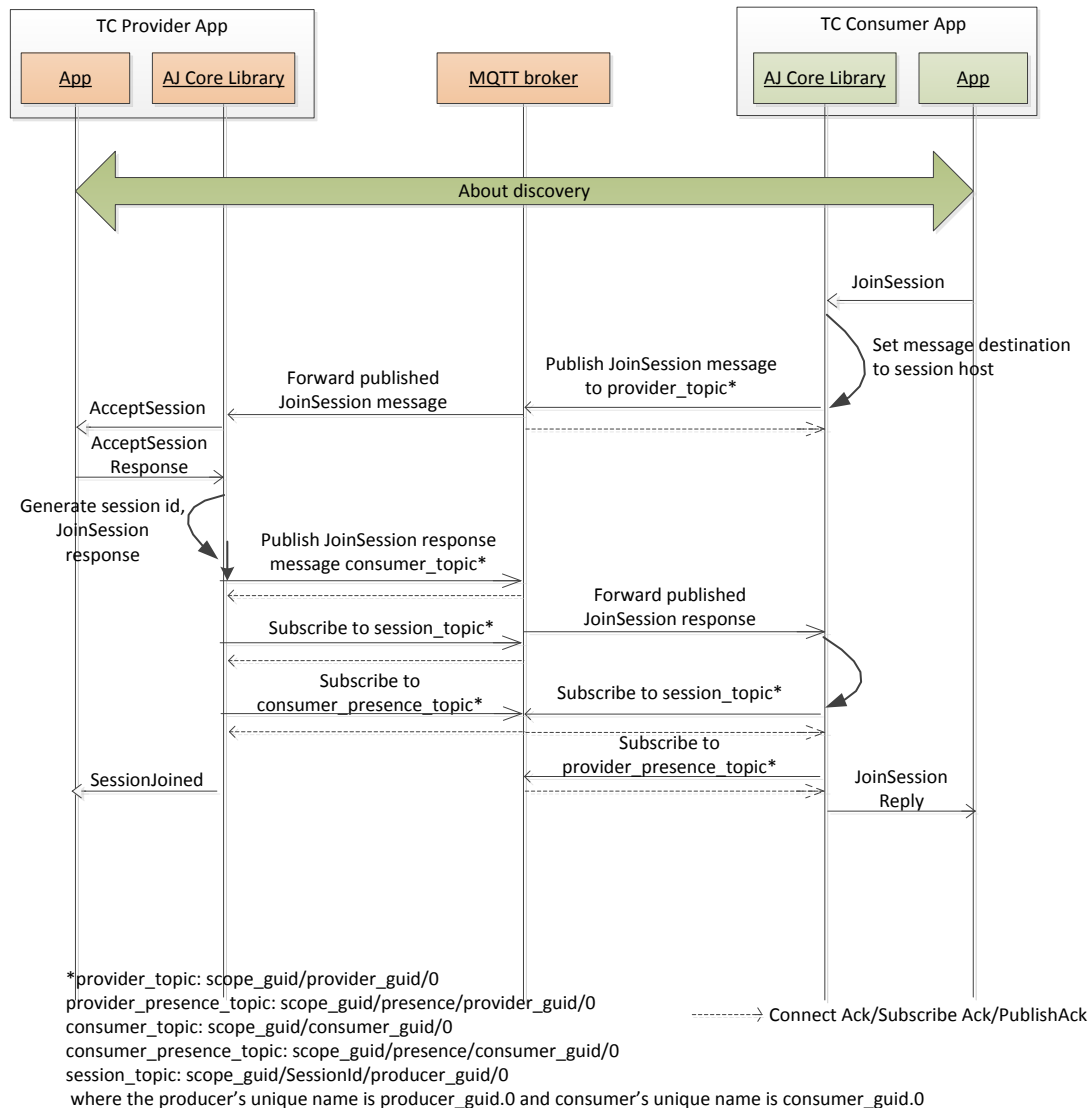 TC Provider App
TC Consumer App
App
AJ Core Library
MQTT broker
AJ Core Library
App
About discovery
JoinSession
Set message destination
to session host
Publish JoinSession message
to provider_topic*
Forward published
JoinSession message
AcceptSession
AcceptSession
Response
Generate session id,
JoinSession
response
Publish JoinSession response
message consumer_topic*
Forward published
JoinSession response
Subscribe to session_topic*
Subscribe to
consumer_presence_topic*
Subscribe to session_topic*
Subscribe to
provider_presence_topic*
SessionJoined
JoinSession
Reply
*provider_topic: scope_guid/provider_guid/0
provider_presence_topic: scope_guid/presence/provider_guid/0
consumer_topic: scope_guid/consumer_guid/0
consumer_presence_topic: scope_guid/presence/consumer_guid/0
session_topic: scope_guid/SessionId/producer_guid/0
where the producer’s unique name is producer_guid.0 and consumer’s unique name is consumer_guid.0
Connect Ack/Subscribe Ack/PublishAck